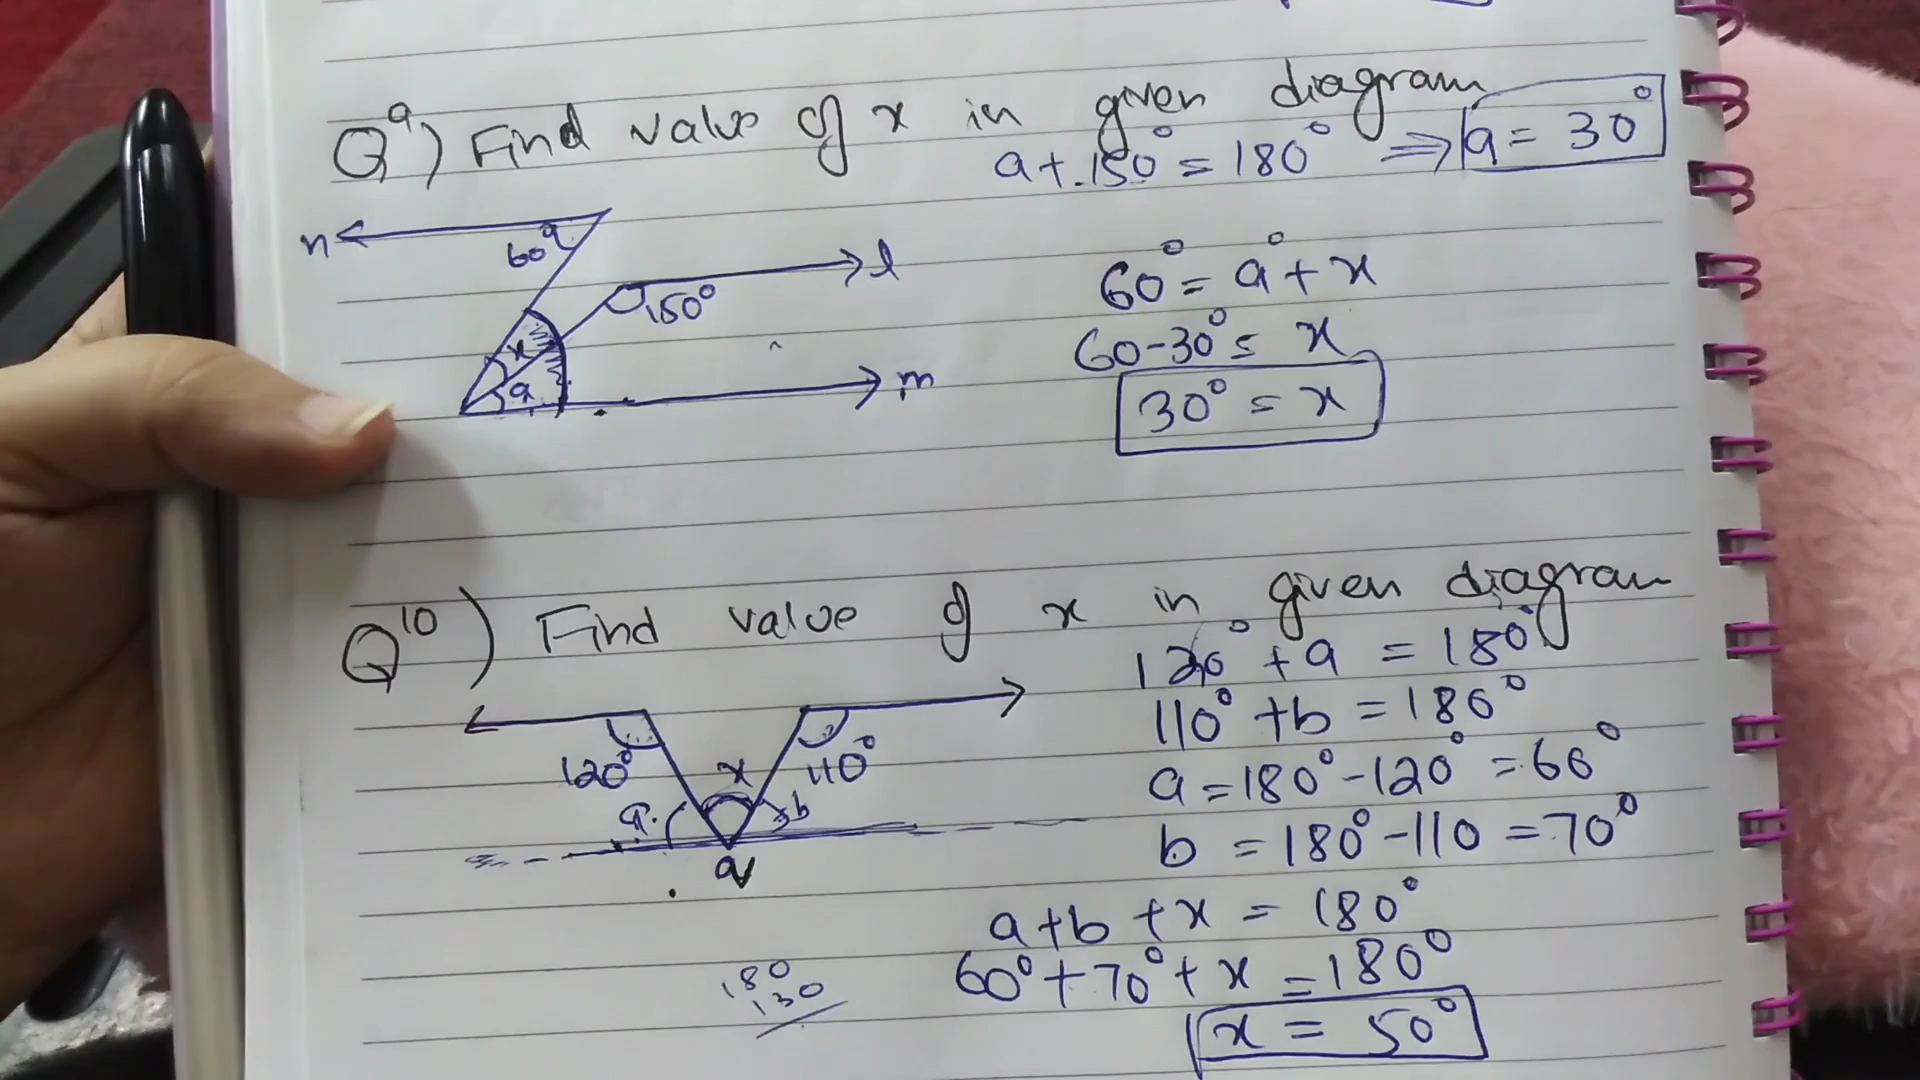 Q9) Find value of x in given diagram
a + 150° = 180° ⇒ a = 30°
n
60°
l
150°
60° = a° + x
x
60 - 30° = x
a
m
30° = x
Q10) Find value of x in given diagram
120° + a = 180°
110° + b = 180°
120°
x
110°
a = 180° - 120° = 60°
a
b
b = 180° - 110 = 70°
a + b + x = 180°
60° + 70° + x = 180°
180
130
x = 50°